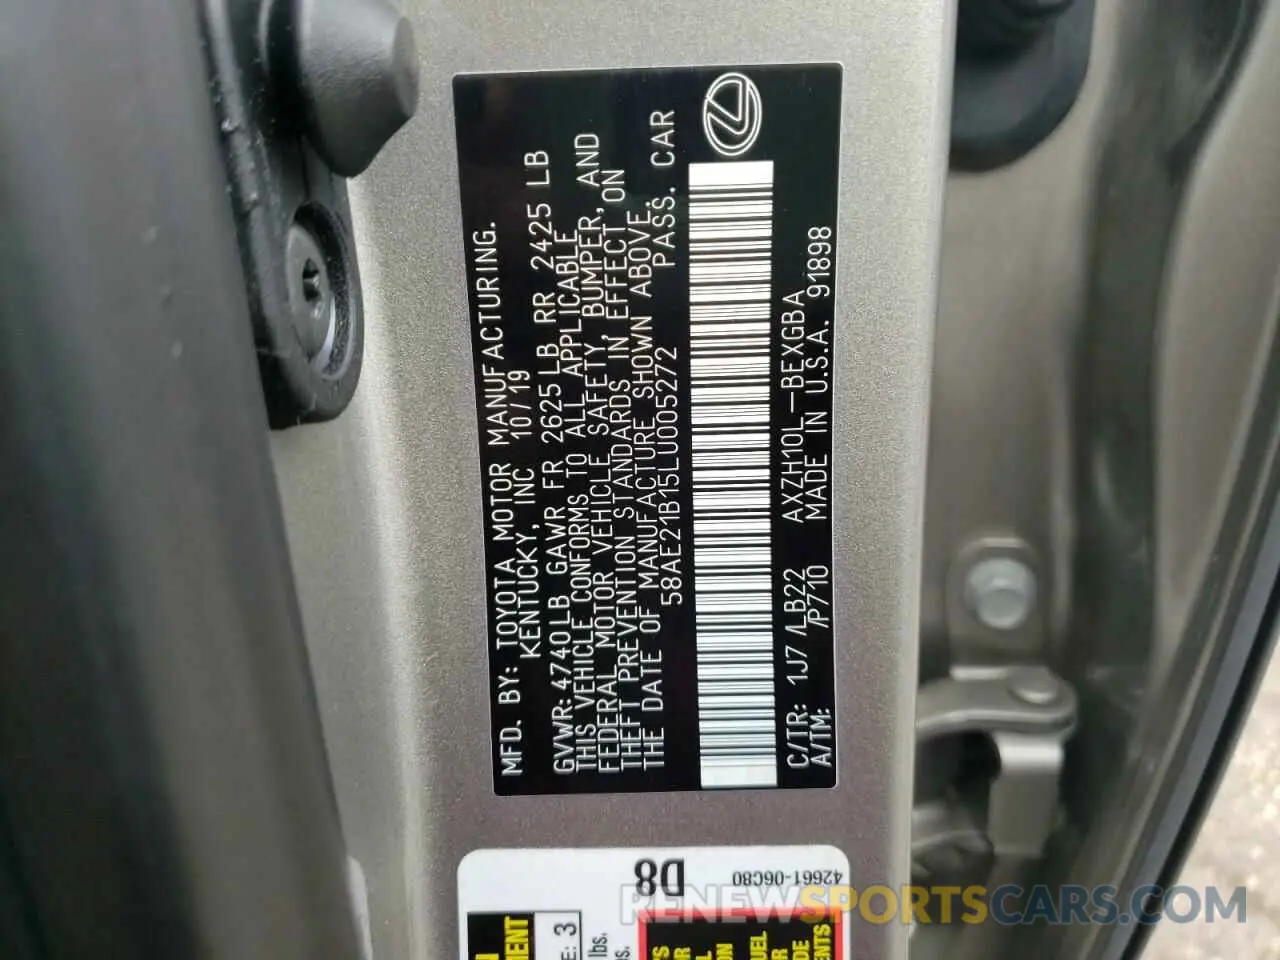 MFD. BY: TOYOTA MOTOR MANUFACTURING.
KENTUCKY, INC 10/19
GVWR: 4740LB GAWR FR 2625LB RR 2425 LB
THIS VEHICLE CONFORMS TO ALL APPLICABLE
FEDERAL MOTOR VEHICLE SAFETY, BUMPER, AND
THEFT PREVENTION STANDARDS IN EFFECT ON
THE DATE OF MANUFACTURE SHOWN ABOVE.
58AE21B15LU005272 PASS. CAR
C/TR: 1J7 /LB22 AXZH10L-BEXGBA
A/TM: /P710 MADE IN U.S.A. 91898
D8
42661-06C80
3
lbs.
RENEWSPORTSCARS.COM